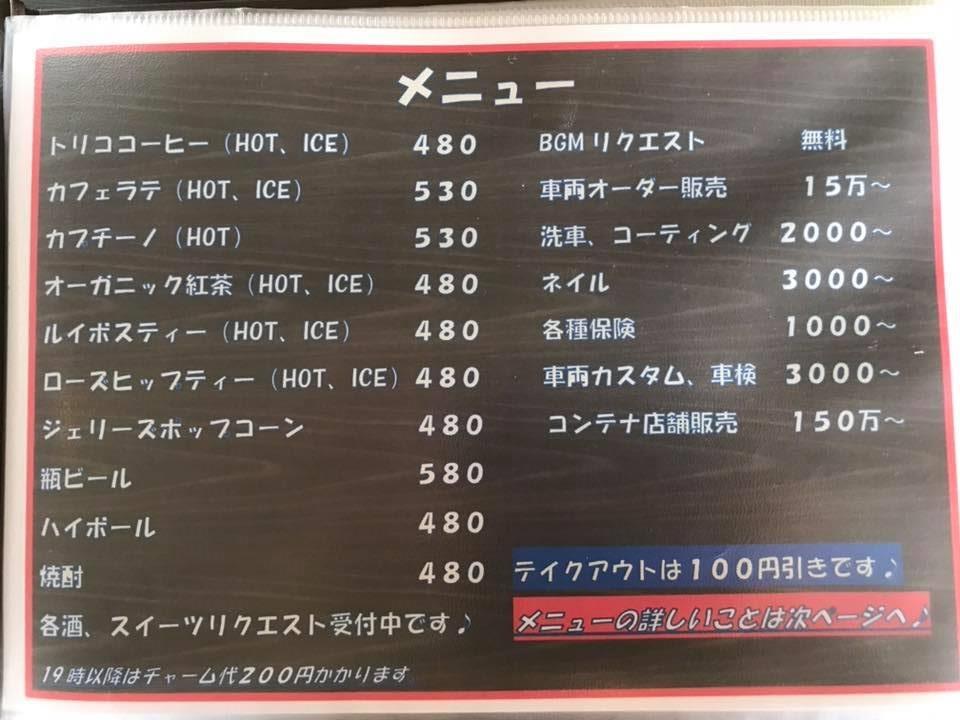 メニュー
トリココーヒー（HOT、ICE） 480
カフェラテ（HOT、ICE） 530
カプチーノ（HOT） 530
オーガニック紅茶（HOT、ICE） 480
ルイボスティー（HOT、ICE） 480
ローズヒップティー（HOT、ICE） 480
ジェリーズポップコーン 480
瓶ビール 580
ハイボール 480
焼酎 480
各酒、スイーツリクエスト受付中です♪
19時以降はチャーム代200円かかります
BGMリクエスト 無料
車両オーダー販売 15万～
洗車、コーティング 2000～
ネイル 3000～
各種保険 1000～
車両カスタム、車検 3000～
コンテナ店舗販売 150万～
テイクアウトは100円引きです♪
メニューの詳しいことは次ページへ♪